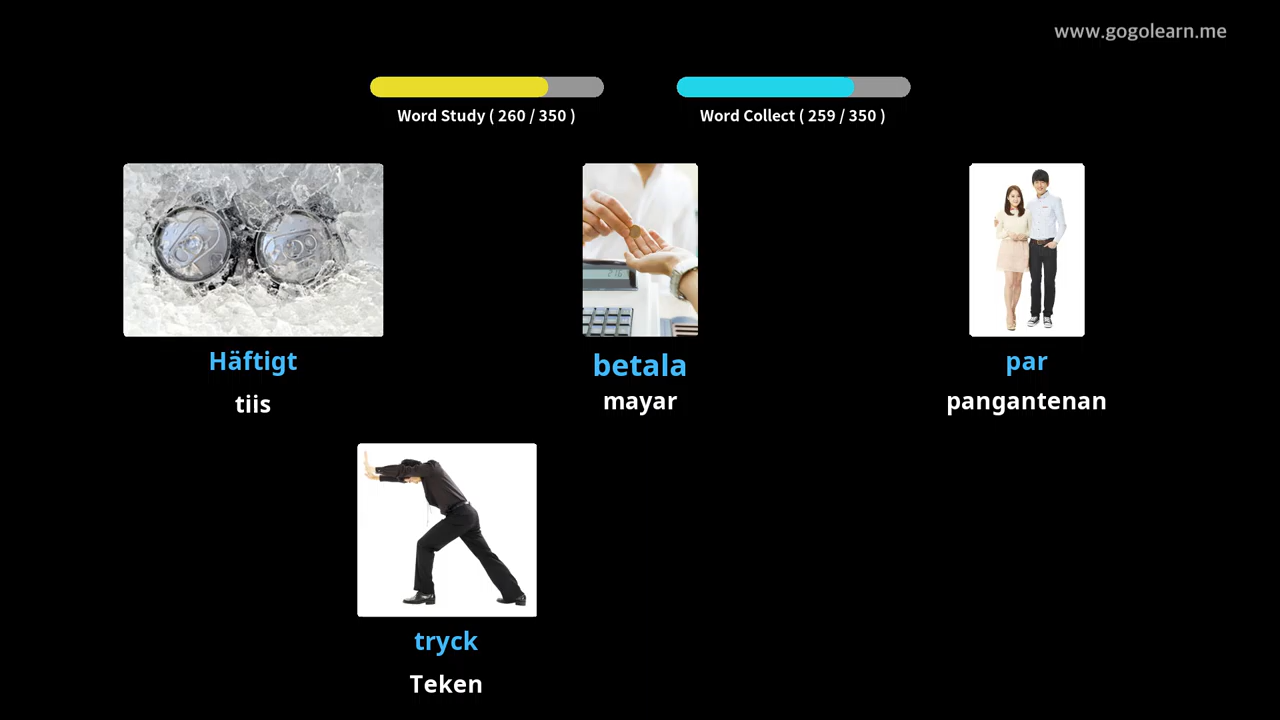 www.gogolearn.me
Word Study ( 260 / 350 )
Word Collect ( 259 / 350 )
Häftigt
betala
par
tiis
mayar
pangantenan
tryck
Teken